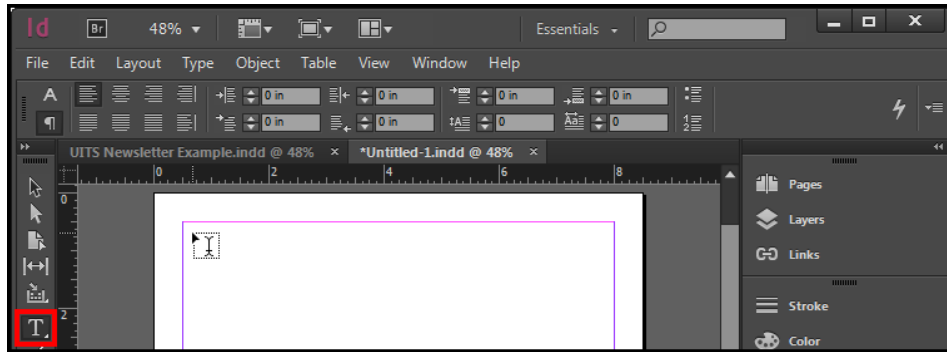 Id Br 48% Essentials
File Edit Layout Type Object Table View Window Help
A 0 in 0 in 0 in 0 in
¶ 0 in 0 in 0 0
UITS Newsletter Example.indd @ 48% × *Untitled-1.indd @ 48% ×
0 2 4 6 8
0
Pages
Layers
Links
2
Stroke
T
Color